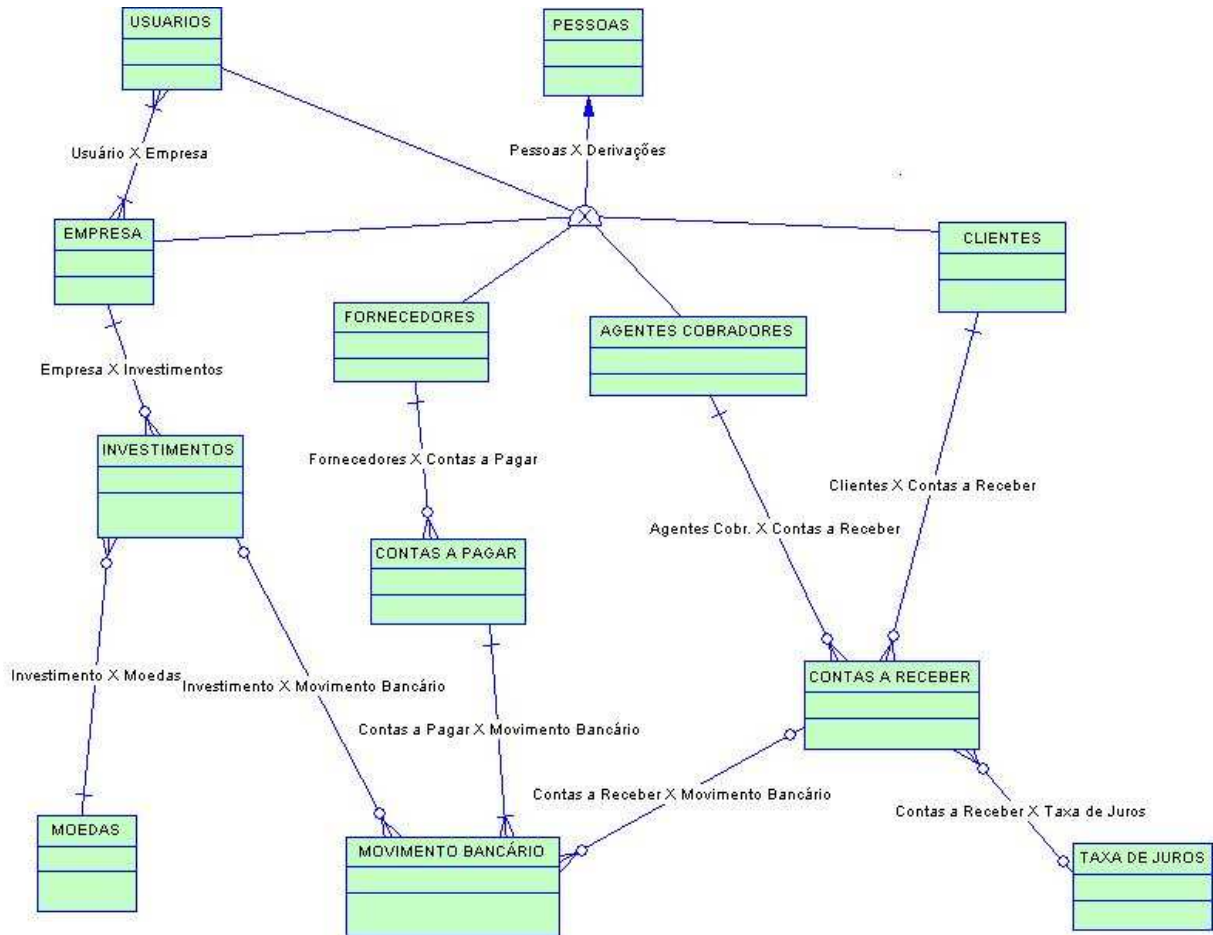 USUARIOS
PESSOAS
Usuário X Empresa
Pessoas X Derivações
X
EMPRESA
CLIENTES
FORNECEDORES
AGENTES COBRADORES
Empresa X Investimentos
INVESTIMENTOS
Fornecedores X Contas a Pagar
Clientes X Contas a Receber
Agentes Cobr. X Contas a Receber
CONTAS A PAGAR
Investimento X Moedas
Investimento X Movimento Bancário
CONTAS A RECEBER
Contas a Pagar X Movimento Bancário
Contas a Receber X Movimento Bancário
Contas a Receber X Taxa de Juros
MOEDAS
MOVIMENTO BANCÁRIO
TAXA DE JUROS